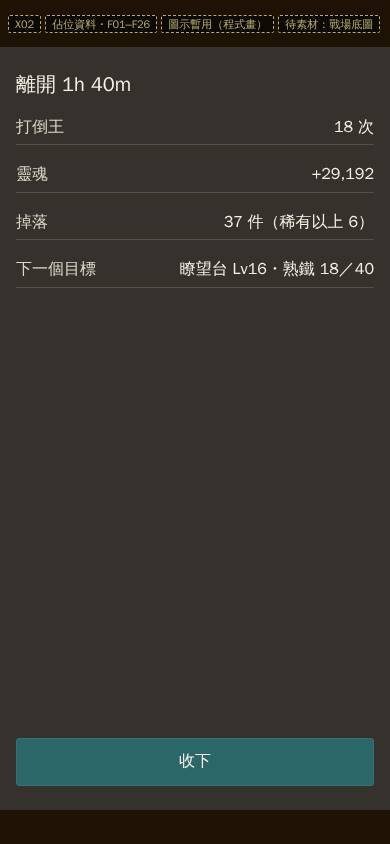 X02 佔位資料・F01–F26 圖示暫用（程式畫） 待素材：戰場底圖
離開 1h 40m
打倒王 18 次
靈魂 +29,192
掉落 37 件（稀有以上 6）
下一個目標 瞭望台 Lv16・熟鐵 18／40
收下